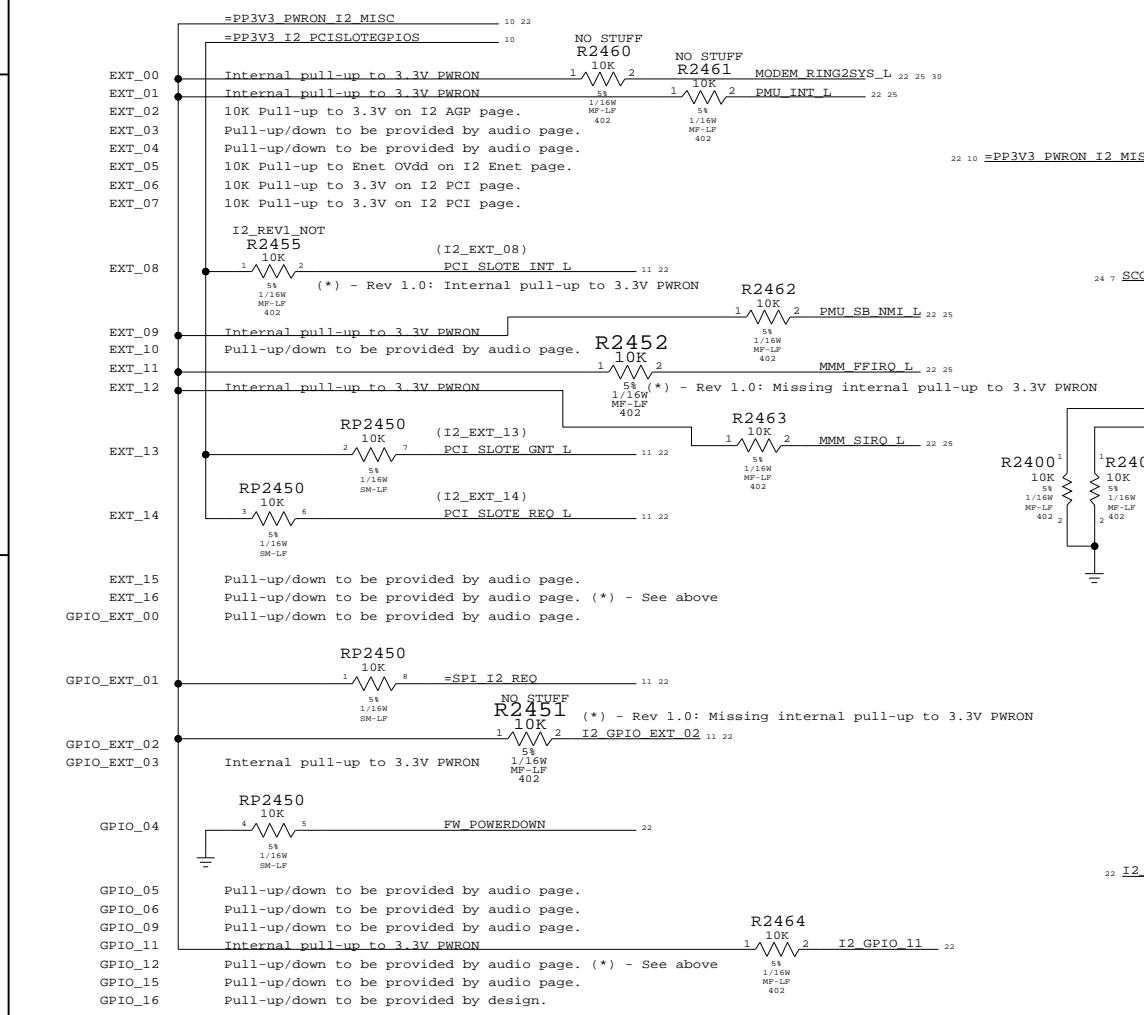 =PP3V3_PWRON_I2_MISC 10 22
=PP3V3_I2_PCISLOTEGPIOS 10
NO STUFF
R2460
10K
1 2
5%
1/16W
MF-LF
402
NO STUFF
R2461
10K
1 2
5%
1/16W
MF-LF
402
EXT_00 Internal pull-up to 3.3V PWRON MODEM_RING2SYS_L 22 25 30
EXT_01 Internal pull-up to 3.3V PWRON PMU_INT_L 22 25
EXT_02 10K Pull-up to 3.3V on I2 AGP page.
EXT_03 Pull-up/down to be provided by audio page.
EXT_04 Pull-up/down to be provided by audio page.
22 10 =PP3V3_PWRON_I2_MIS
EXT_05 10K Pull-up to Enet OVdd on I2 Enet page.
EXT_06 10K Pull-up to 3.3V on I2 PCI page.
EXT_07 10K Pull-up to 3.3V on I2 PCI page.
I2_REV1_NOT
R2455
10K
1 2
5%
1/16W
MF-LF
402
(I2_EXT_08)
EXT_08 PCI_SLOTE_INT_L 11 22
(*) - Rev 1.0: Internal pull-up to 3.3V PWRON
24 7 SCC
R2462
10K
1 2
5%
1/16W
MF-LF
402
PMU_SB_NMI_L 22 25
EXT_09 Internal pull-up to 3.3V PWRON
EXT_10 Pull-up/down to be provided by audio page.
R2452
10K
1 2
5%
1/16W
MF-LF
402
EXT_11 MMM_FFIRQ_L 22 25
EXT_12 Internal pull-up to 3.3V PWRON
(*) - Rev 1.0: Missing internal pull-up to 3.3V PWRON
R2463
10K
1 2
5%
1/16W
MF-LF
402
MMM_SIRQ_L 22 25
RP2450
10K
2 7
5%
1/16W
SM-LF
(I2_EXT_13)
EXT_13 PCI_SLOTE_GNT_L 11 22
R2400
10K
5%
1/16W
MF-LF
402
1
2
R240
10K
5%
1/16W
MF-LF
402
1
2
RP2450
10K
3 6
5%
1/16W
SM-LF
(I2_EXT_14)
EXT_14 PCI_SLOTE_REQ_L 11 22
EXT_15 Pull-up/down to be provided by audio page.
EXT_16 Pull-up/down to be provided by audio page. (*) - See above
GPIO_EXT_00 Pull-up/down to be provided by audio page.
RP2450
10K
1 8
5%
1/16W
SM-LF
GPIO_EXT_01 =SPI_I2_REQ 11 22
NO STUFF
R2451
10K
1 2
5%
1/16W
MF-LF
402
(*) - Rev 1.0: Missing internal pull-up to 3.3V PWRON
I2_GPIO_EXT_02 11 22
GPIO_EXT_02
GPIO_EXT_03 Internal pull-up to 3.3V PWRON
RP2450
10K
4 5
5%
1/16W
SM-LF
GPIO_04 FW_POWERDOWN 22
22 I2_
GPIO_05 Pull-up/down to be provided by audio page.
GPIO_06 Pull-up/down to be provided by audio page.
GPIO_09 Pull-up/down to be provided by audio page.
R2464
10K
1 2
5%
1/16W
MF-LF
402
GPIO_11 Internal pull-up to 3.3V PWRON I2_GPIO_11 22
GPIO_12 Pull-up/down to be provided by audio page. (*) - See above
GPIO_15 Pull-up/down to be provided by audio page.
GPIO_16 Pull-up/down to be provided by design.